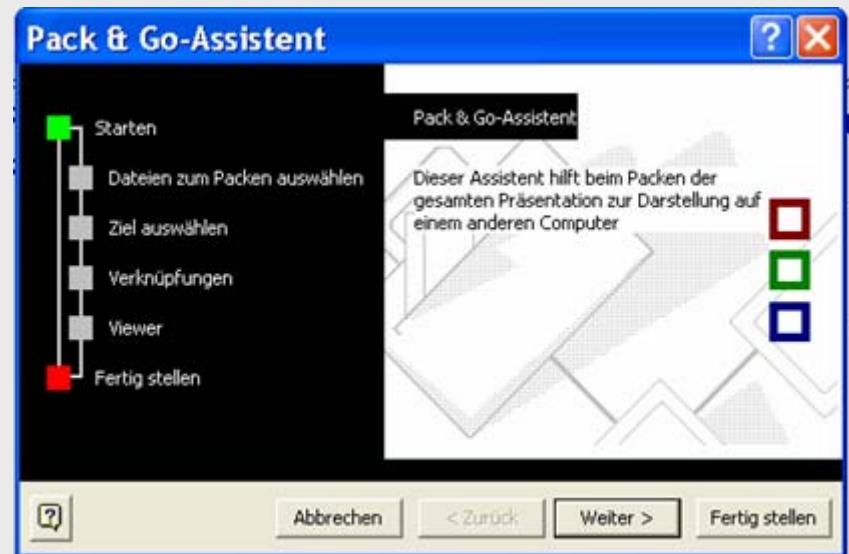 Pack & Go-Assistent
Starten
Dateien zum Packen auswählen
Ziel auswählen
Verknüpfungen
Viewer
Fertig stellen
Pack & Go-Assistent
Dieser Assistent hilft beim Packen der
gesamten Präsentation zur Darstellung auf
einem anderen Computer
Abbrechen
< Zurück
Weiter >
Fertig stellen